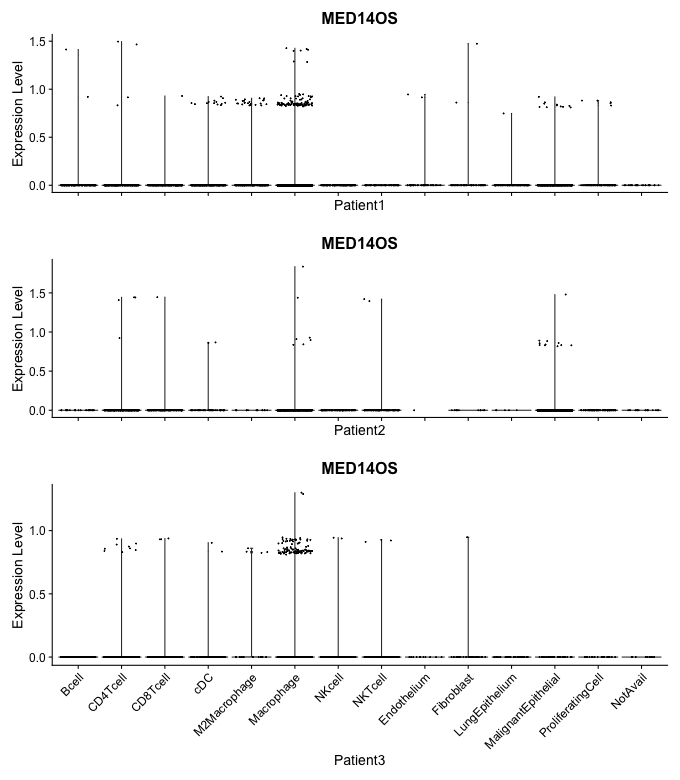 MED14OS
Expression Level
1.5
1.0
0.5
0.0
Patient1
MED14OS
Expression Level
1.5
1.0
0.5
0.0
Patient2
MED14OS
Expression Level
1.0
0.5
0.0
Bcell
CD4Tcell
CD8Tcell
cDC
M2Macrophage
Macrophage
NKcell
NKTcell
Endothelium
Fibroblast
LungEpithelium
MalignantEpithelial
ProliferatingCell
NotAvail
Patient3